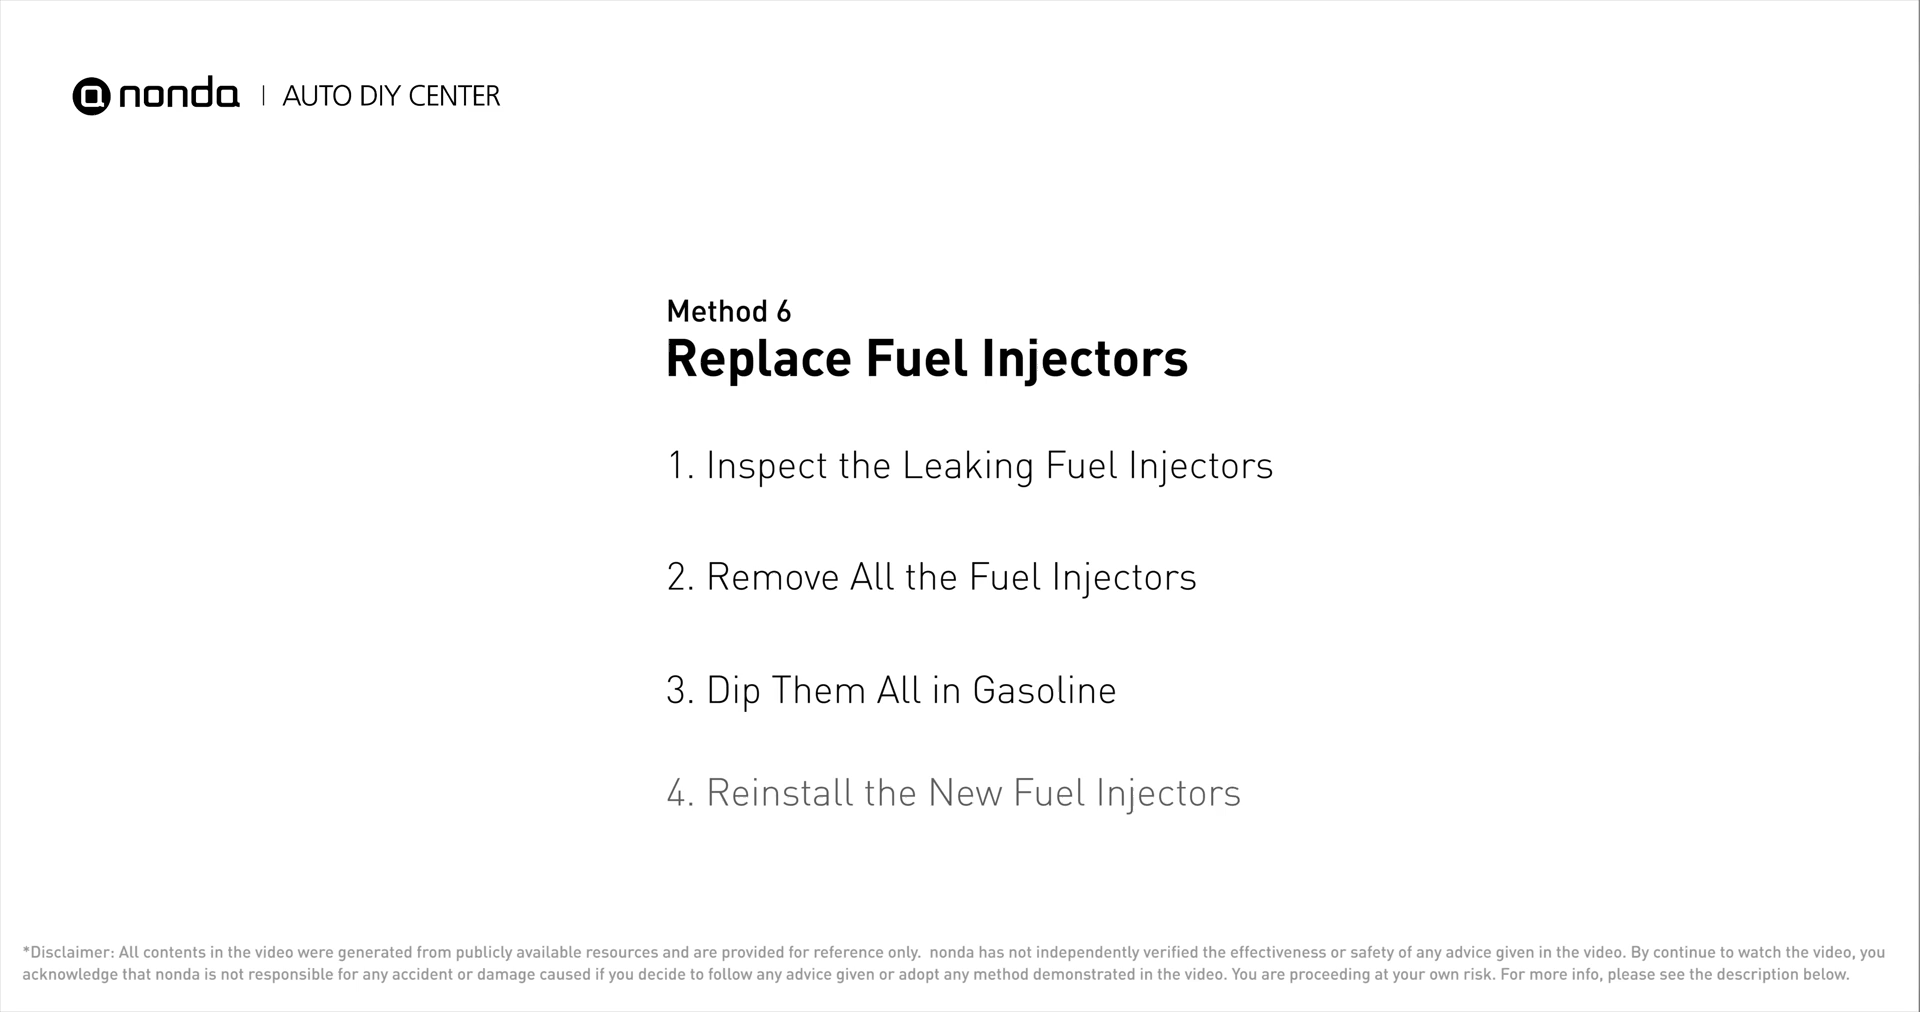 nonda | AUTO DIY CENTER
Method 6
Replace Fuel Injectors
1. Inspect the Leaking Fuel Injectors
2. Remove All the Fuel Injectors
3. Dip Them All in Gasoline
4. Reinstall the New Fuel Injectors
*Disclaimer: All contents in the video were generated from publicly available resources and are provided for reference only. nonda has not independently verified the effectiveness or safety of any advice given in the video. By continue to watch the video, you
acknowledge that nonda is not responsible for any accident or damage caused if you decide to follow any advice given or adopt any method demonstrated in the video. You are proceeding at your own risk. For more info, please see the description below.